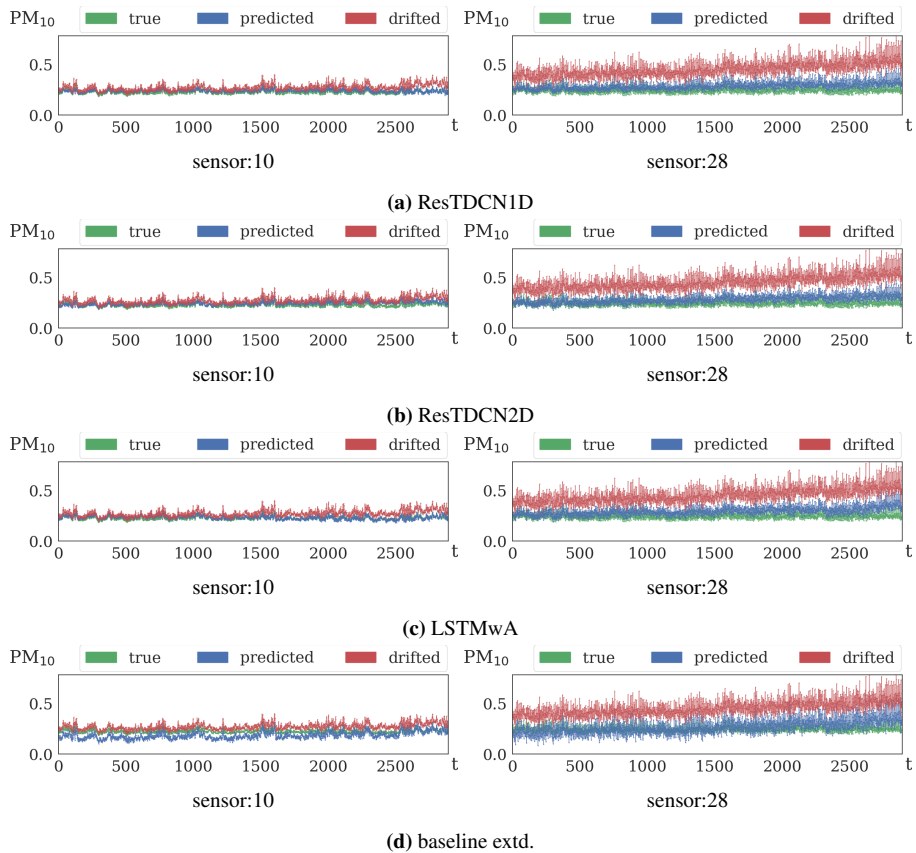 PM10 true predicted drifted PM10 true predicted drifted
0.5 0.5
0.0 0.0
0 500 1000 1500 2000 2500 t 0 500 1000 1500 2000 2500 t
sensor:10 sensor:28
(a) ResTDCN1D
PM10 true predicted drifted PM10 true predicted drifted
0.5 0.5
0.0 0.0
0 500 1000 1500 2000 2500 t 0 500 1000 1500 2000 2500 t
sensor:10 sensor:28
(b) ResTDCN2D
PM10 true predicted drifted PM10 true predicted drifted
0.5 0.5
0.0 0.0
0 500 1000 1500 2000 2500 t 0 500 1000 1500 2000 2500 t
sensor:10 sensor:28
(c) LSTMwA
PM10 true predicted drifted PM10 true predicted drifted
0.5 0.5
0.0 0.0
0 500 1000 1500 2000 2500 t 0 500 1000 1500 2000 2500 t
sensor:10 sensor:28
(d) baseline extd.